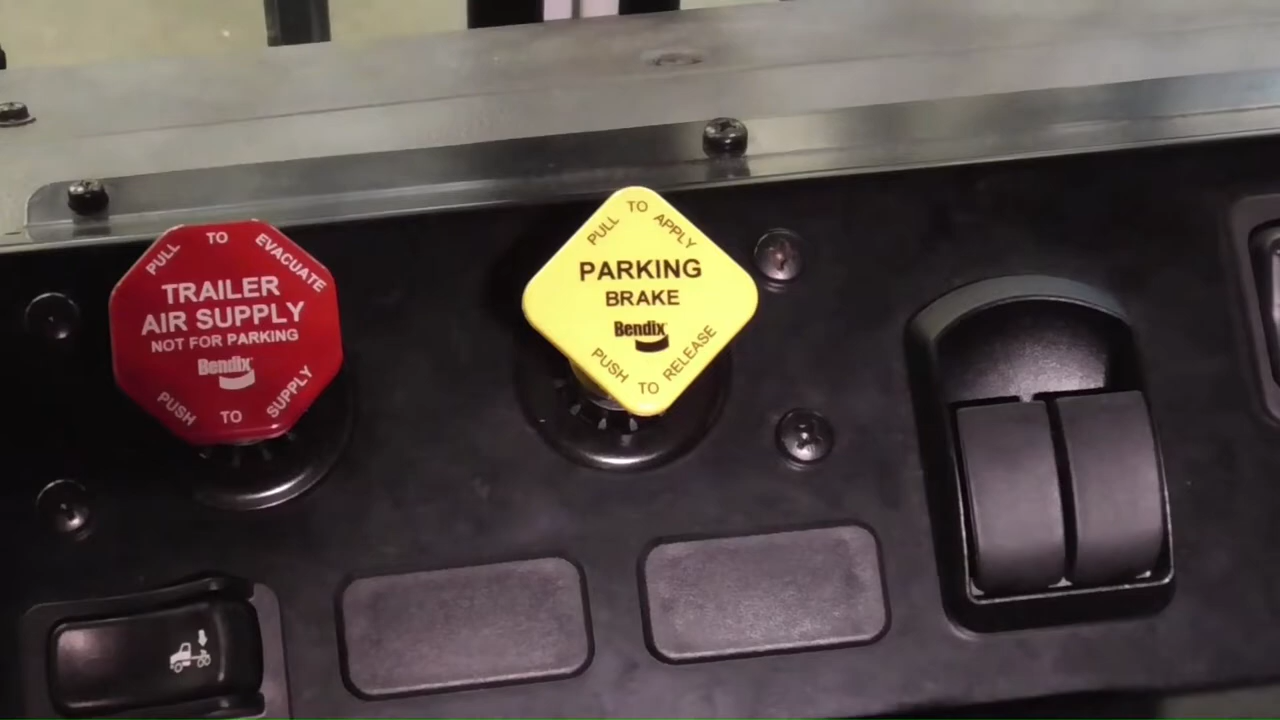 PULL TO EVACUATE
TRAILER
AIR SUPPLY
NOT FOR PARKING
Bendix
PUSH TO SUPPLY
PULL TO APPLY
PARKING
BRAKE
Bendix
PUSH TO RELEASE